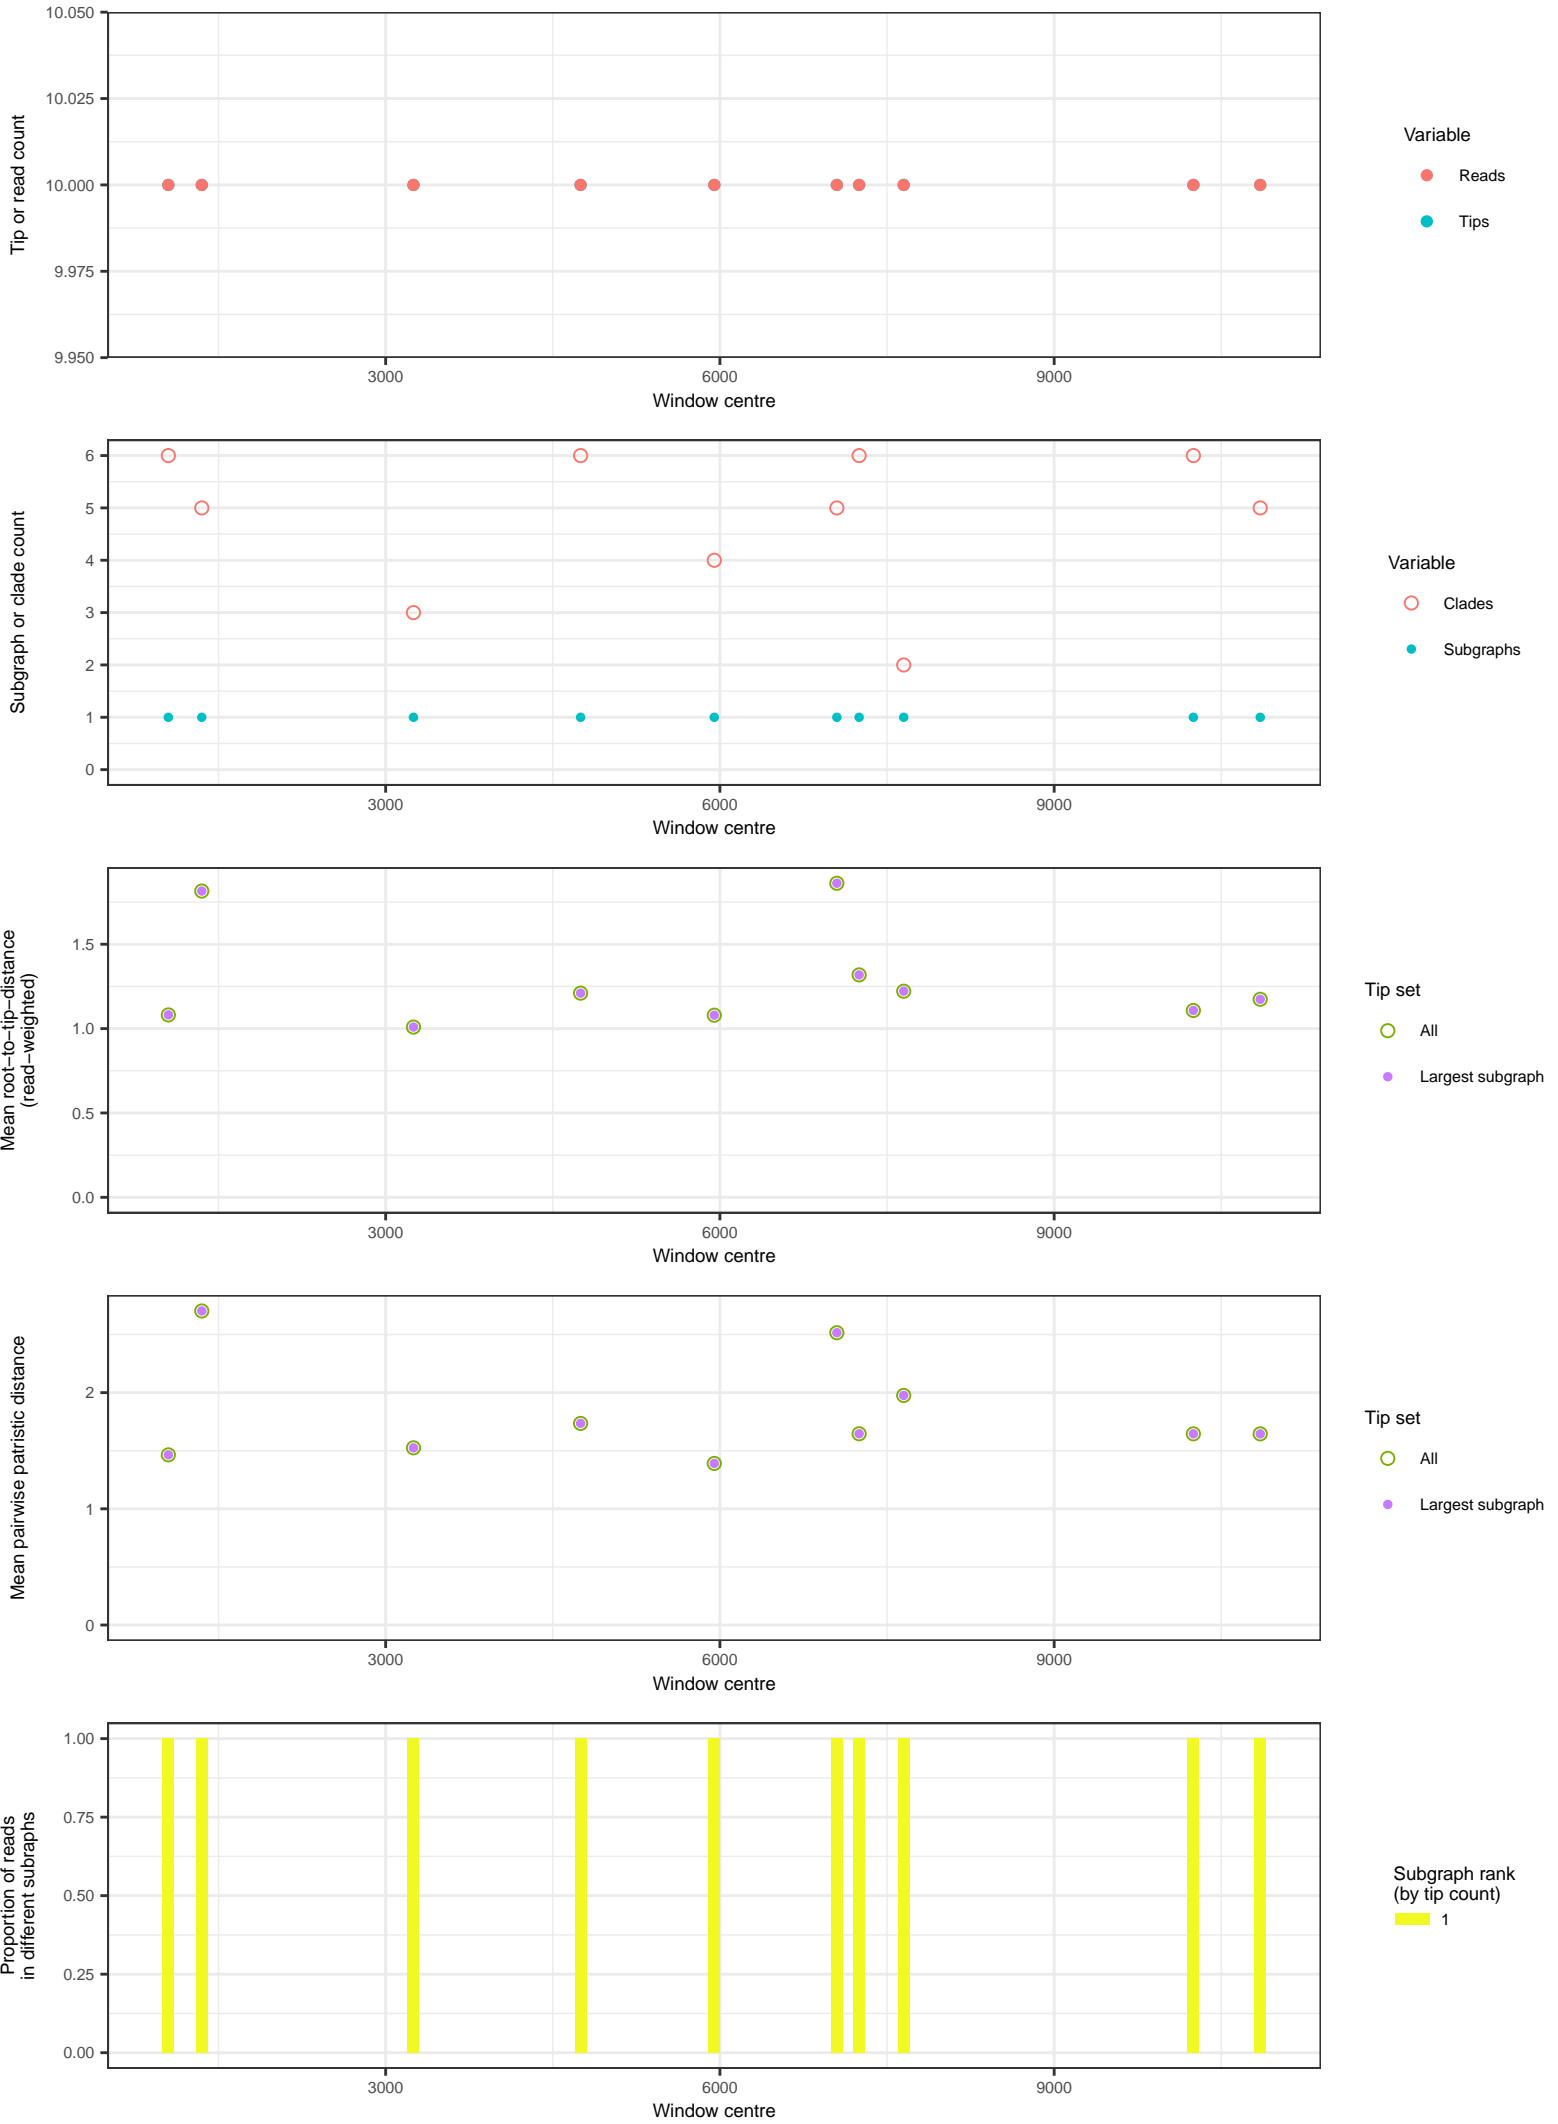 10.050
10.025
10.000
9.975
9.950
Tip or read count
3000
6000
9000
Window centre
Variable
Reads
Tips
6
5
4
3
2
1
0
Subgraph or clade count
3000
6000
9000
Window centre
Variable
Clades
Subgraphs
1.5
1.0
0.5
0.0
Mean root−to−tip−distance
(read−weighted)
3000
6000
9000
Window centre
Tip set
All
Largest subgraph
2
1
0
Mean pairwise patristic distance
3000
6000
9000
Window centre
Tip set
All
Largest subgraph
1.00
0.75
0.50
0.25
0.00
Proportion of reads
in different subraphs
3000
6000
9000
Window centre
Subgraph rank
(by tip count)
1